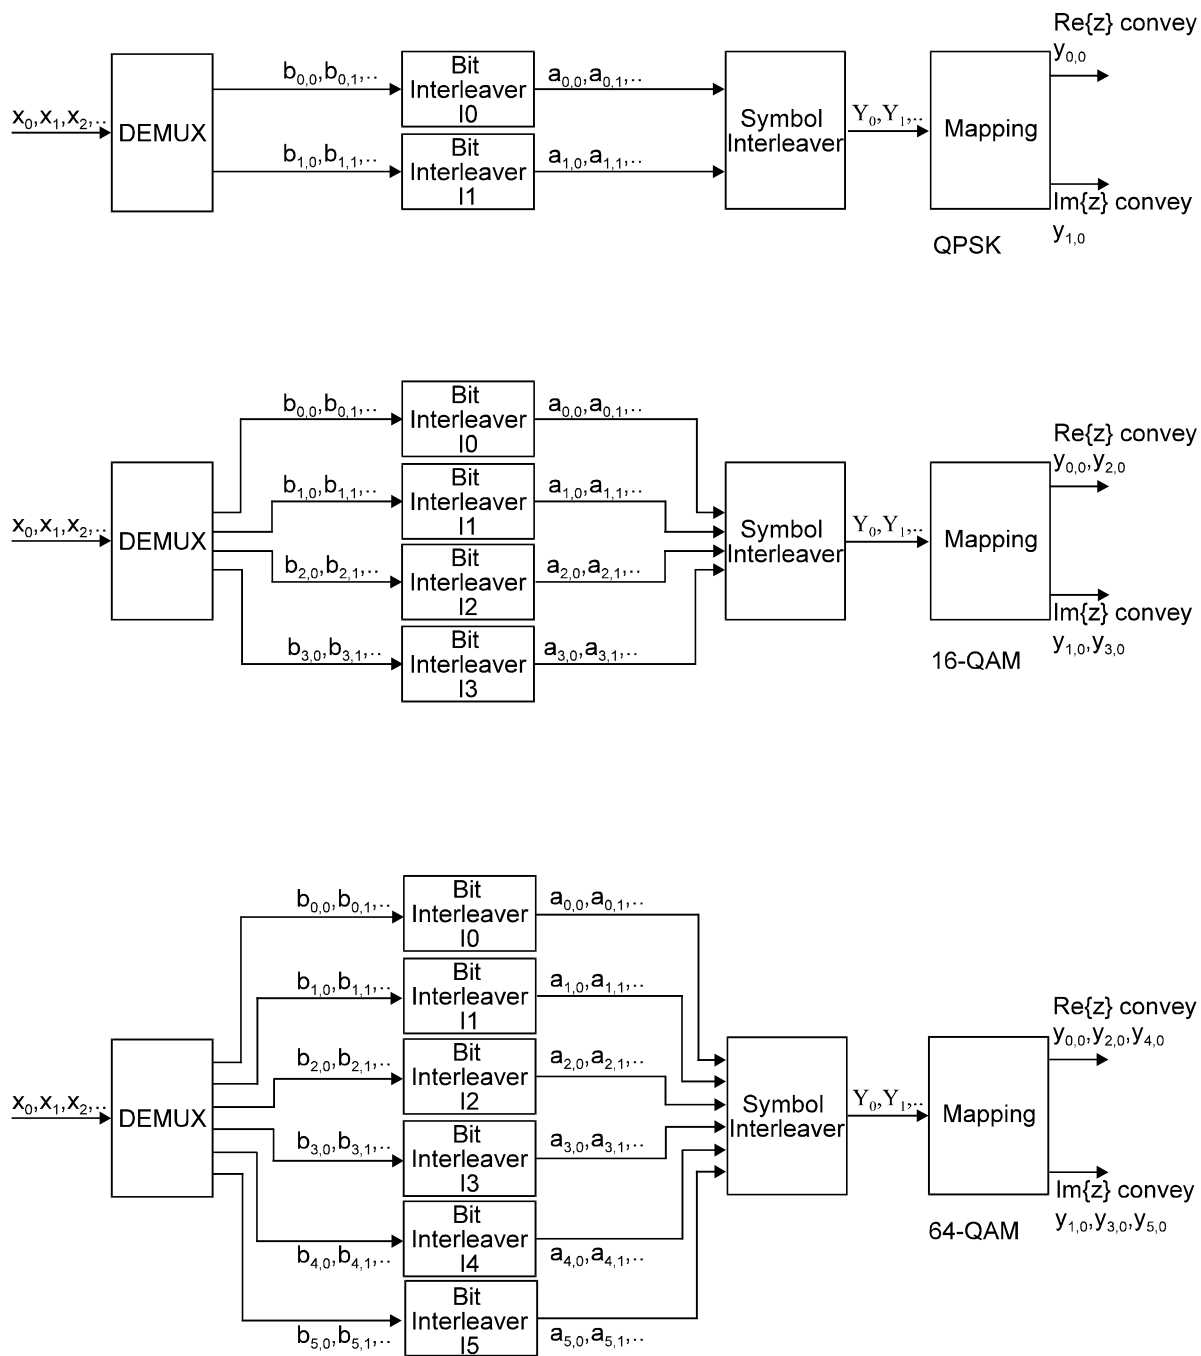 x0,x1,x2,..
DEMUX
b0,0,b0,1,..
Bit
Interleaver
I0
a0,0,a0,1,..
b1,0,b1,1,..
Bit
Interleaver
I1
a1,0,a1,1,..
Symbol
Interleaver
Y0,Y1,..
Mapping
QPSK
Re{z} convey
y0,0
Im{z} convey
y1,0
x0,x1,x2,..
DEMUX
b0,0,b0,1,..
Bit
Interleaver
I0
a0,0,a0,1,..
b1,0,b1,1,..
Bit
Interleaver
I1
a1,0,a1,1,..
b2,0,b2,1,..
Bit
Interleaver
I2
a2,0,a2,1,..
b3,0,b3,1,..
Bit
Interleaver
I3
a3,0,a3,1,..
Symbol
Interleaver
Y0,Y1,..
Mapping
16-QAM
Re{z} convey
y0,0,y2,0
Im{z} convey
y1,0,y3,0
x0,x1,x2,..
DEMUX
b0,0,b0,1,..
Bit
Interleaver
I0
a0,0,a0,1,..
b1,0,b1,1,..
Bit
Interleaver
I1
a1,0,a1,1,..
b2,0,b2,1,..
Bit
Interleaver
I2
a2,0,a2,1,..
b3,0,b3,1,..
Bit
Interleaver
I3
a3,0,a3,1,..
b4,0,b4,1,..
Bit
Interleaver
I4
a4,0,a4,1,..
b5,0,b5,1,..
Bit
Interleaver
I5
a5,0,a5,1,..
Symbol
Interleaver
Y0,Y1,..
Mapping
64-QAM
Re{z} convey
y0,0,y2,0,y4,0
Im{z} convey
y1,0,y3,0,y5,0